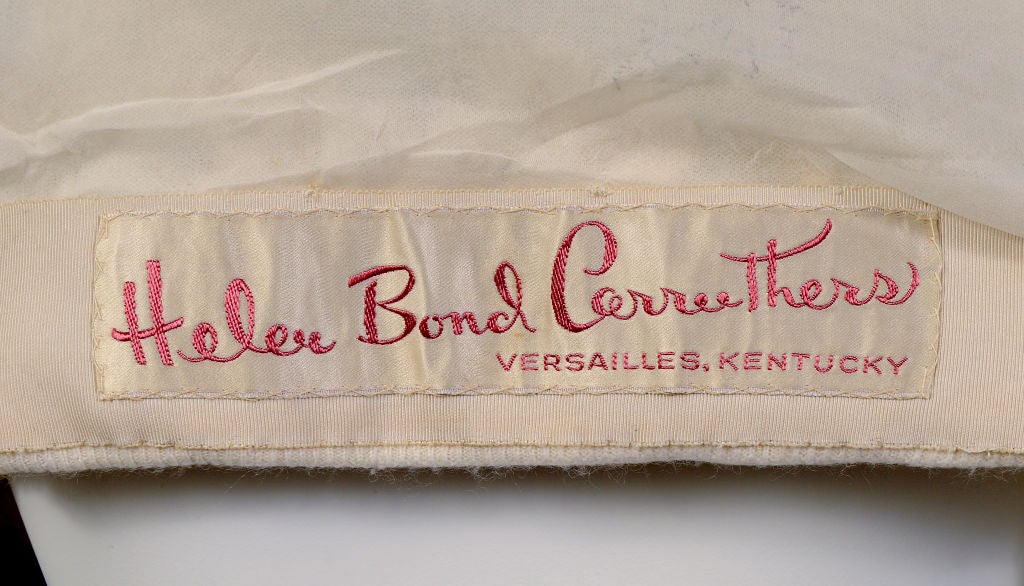 Helen Bond Carruthers
VERSAILLES, KENTUCKY